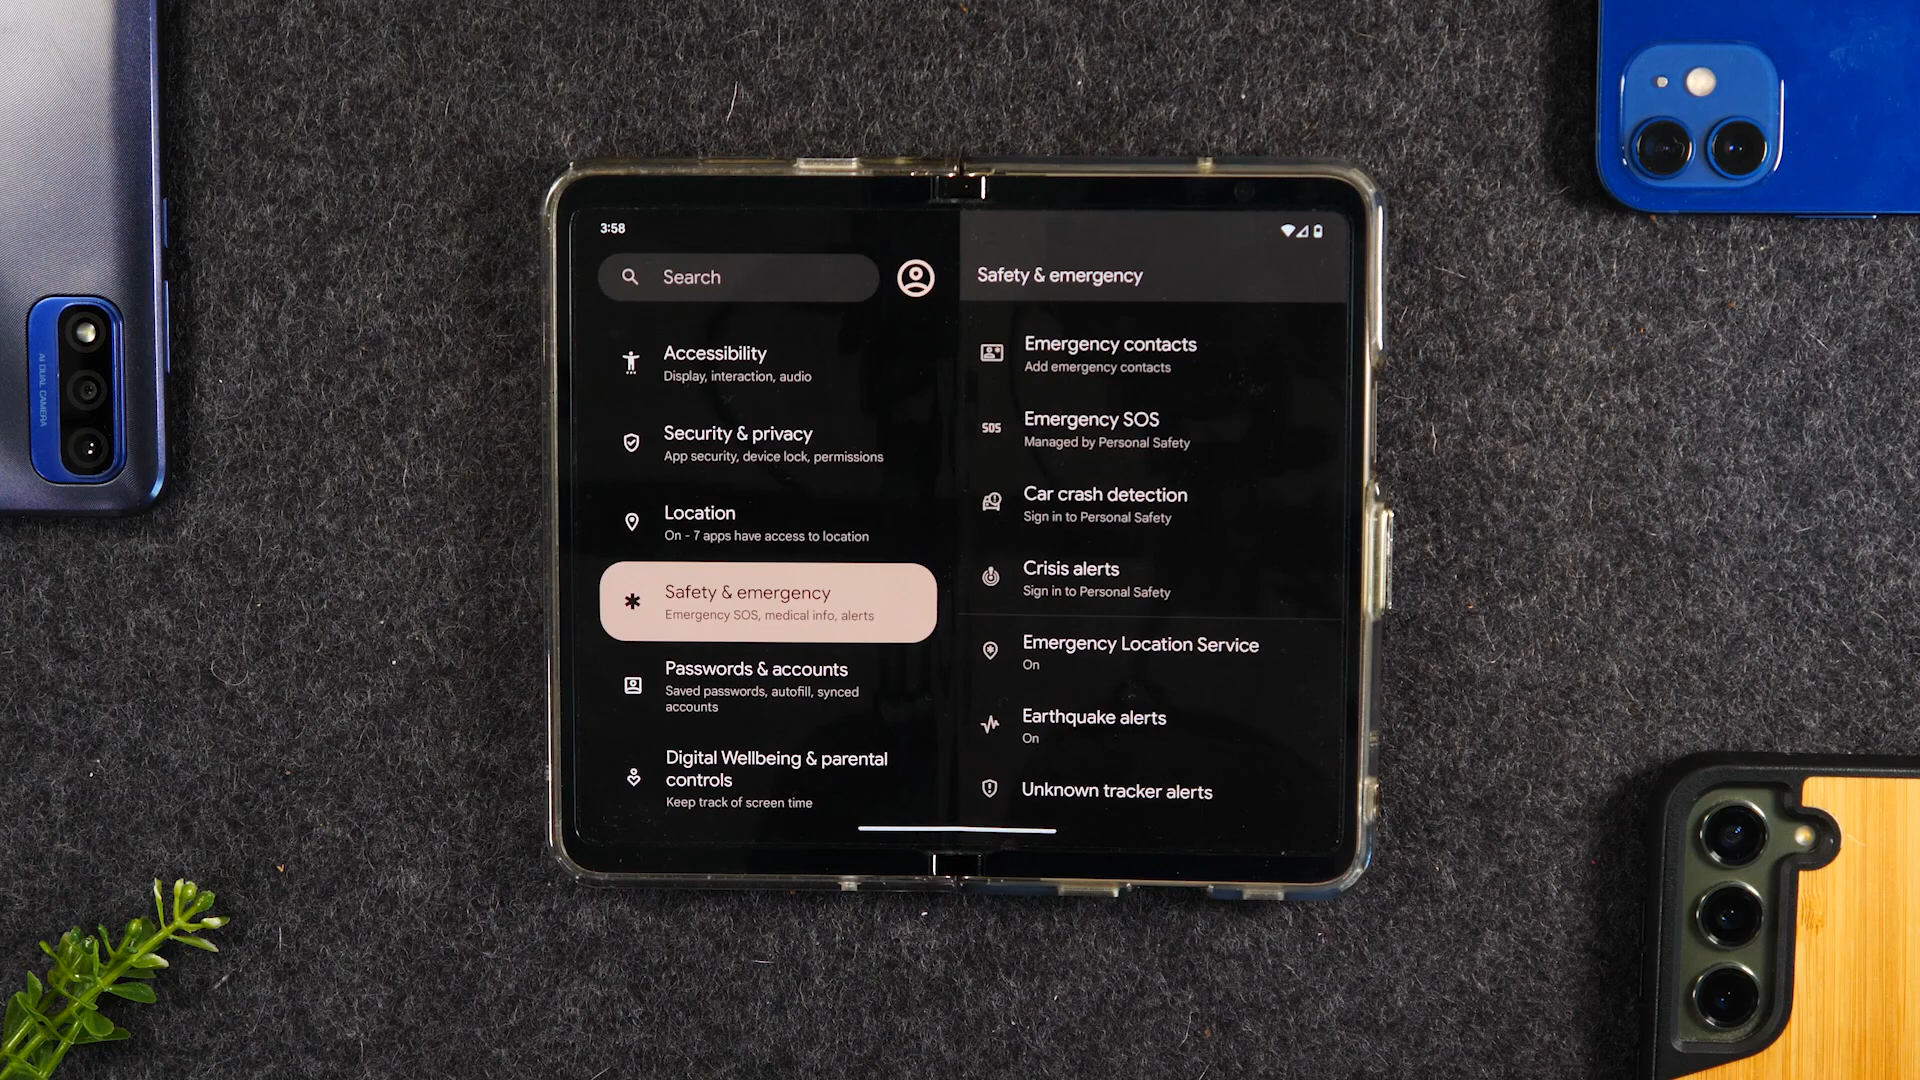 3:58
Search
Accessibility
Display, interaction, audio
Security & privacy
App security, device lock, permissions
Location
On - 7 apps have access to location
Safety & emergency
Emergency SOS, medical info, alerts
Passwords & accounts
Saved passwords, autofill, synced
accounts
Digital Wellbeing & parental
controls
Keep track of screen time
Safety & emergency
Emergency contacts
Add emergency contacts
SOS
Emergency SOS
Managed by Personal Safety
Car crash detection
Sign in to Personal Safety
Crisis alerts
Sign in to Personal Safety
Emergency Location Service
On
Earthquake alerts
On
Unknown tracker alerts
AI DUAL CAMERA